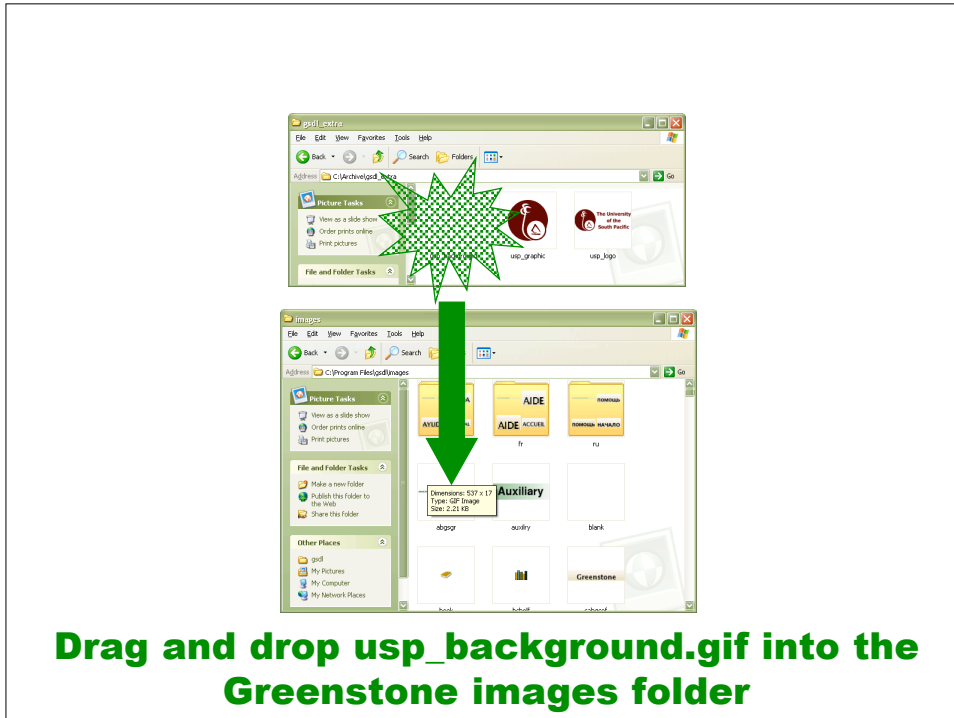 gsdl_extra
File Edit View Favorites Tools Help
Back Search Folders
Address C:\Archive\gsdl_extra Go
Picture Tasks
View as a slide show
Order prints online
Print pictures
File and Folder Tasks
The University
of the
South Pacific
usp_graphic usp_logo
images
File Edit View Favorites Tools Help
Back Search
Address C:\Program Files\gsdl\images Go
Picture Tasks
View as a slide show
Order prints online
Print pictures
File and Folder Tasks
Make a new folder
Publish this folder to
the Web
Share this folder
Other Places
gsdl
My Pictures
My Computer
My Network Places
AIDE помощь
AIDE ACCUEIL помощь НАЧАЛО
fr ru
Auxiliary
Dimensions: 537 x 17
Type: GIF Image
Size: 2.21 KB
abgsgr auxilry blank
Greenstone
Drag and drop usp_background.gif into the
Greenstone images folder